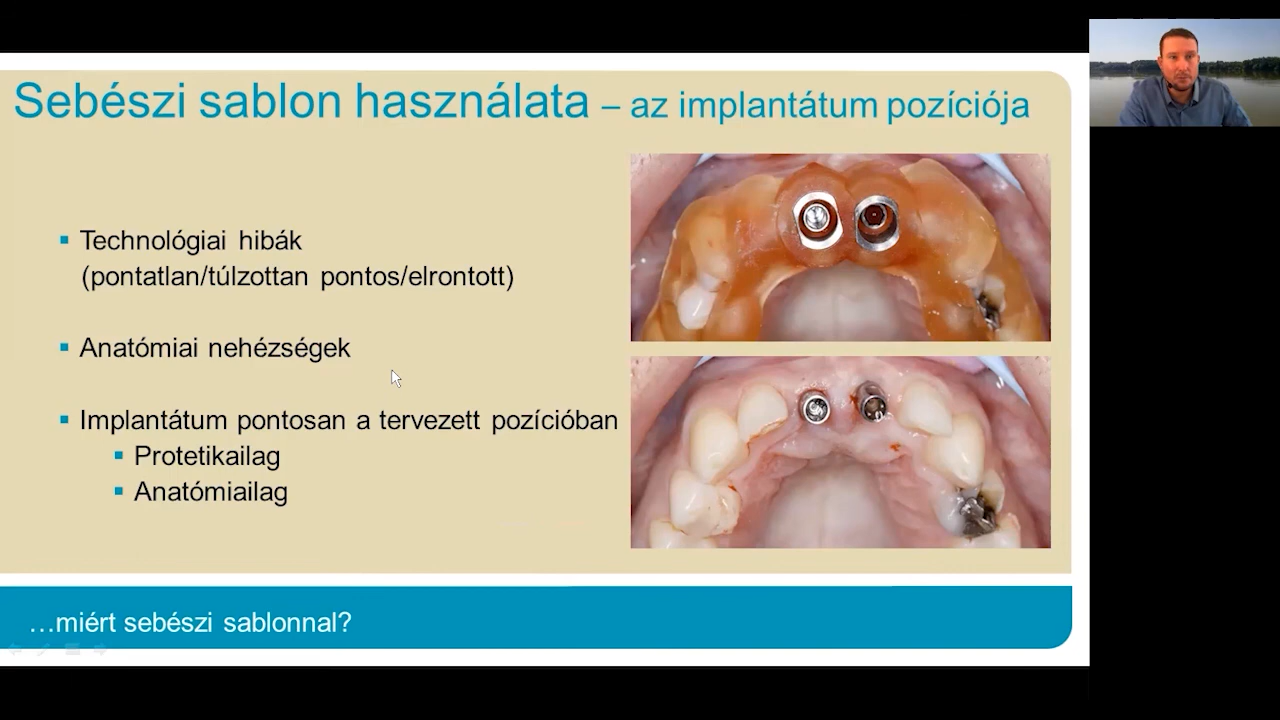 Sebészi sablon használata – az implantátum pozíciója
Technológiai hibák
(pontatlan/túlzottan pontos/elrontott)
Anatómiai nehézségek
Implantátum pontosan a tervezett pozícióban
Protetikailag
Anatómiailag
…miért sebészi sablonnal?